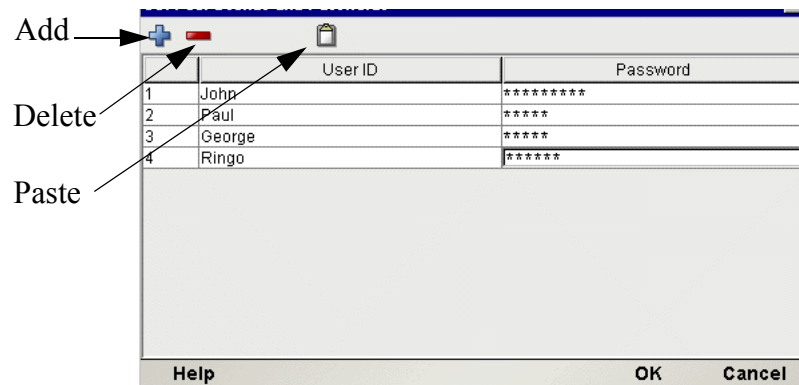 Add
Delete
Paste
User ID Password
1 John *********
2 Paul *****
3 George *****
4 Ringo ******
Help OK Cancel